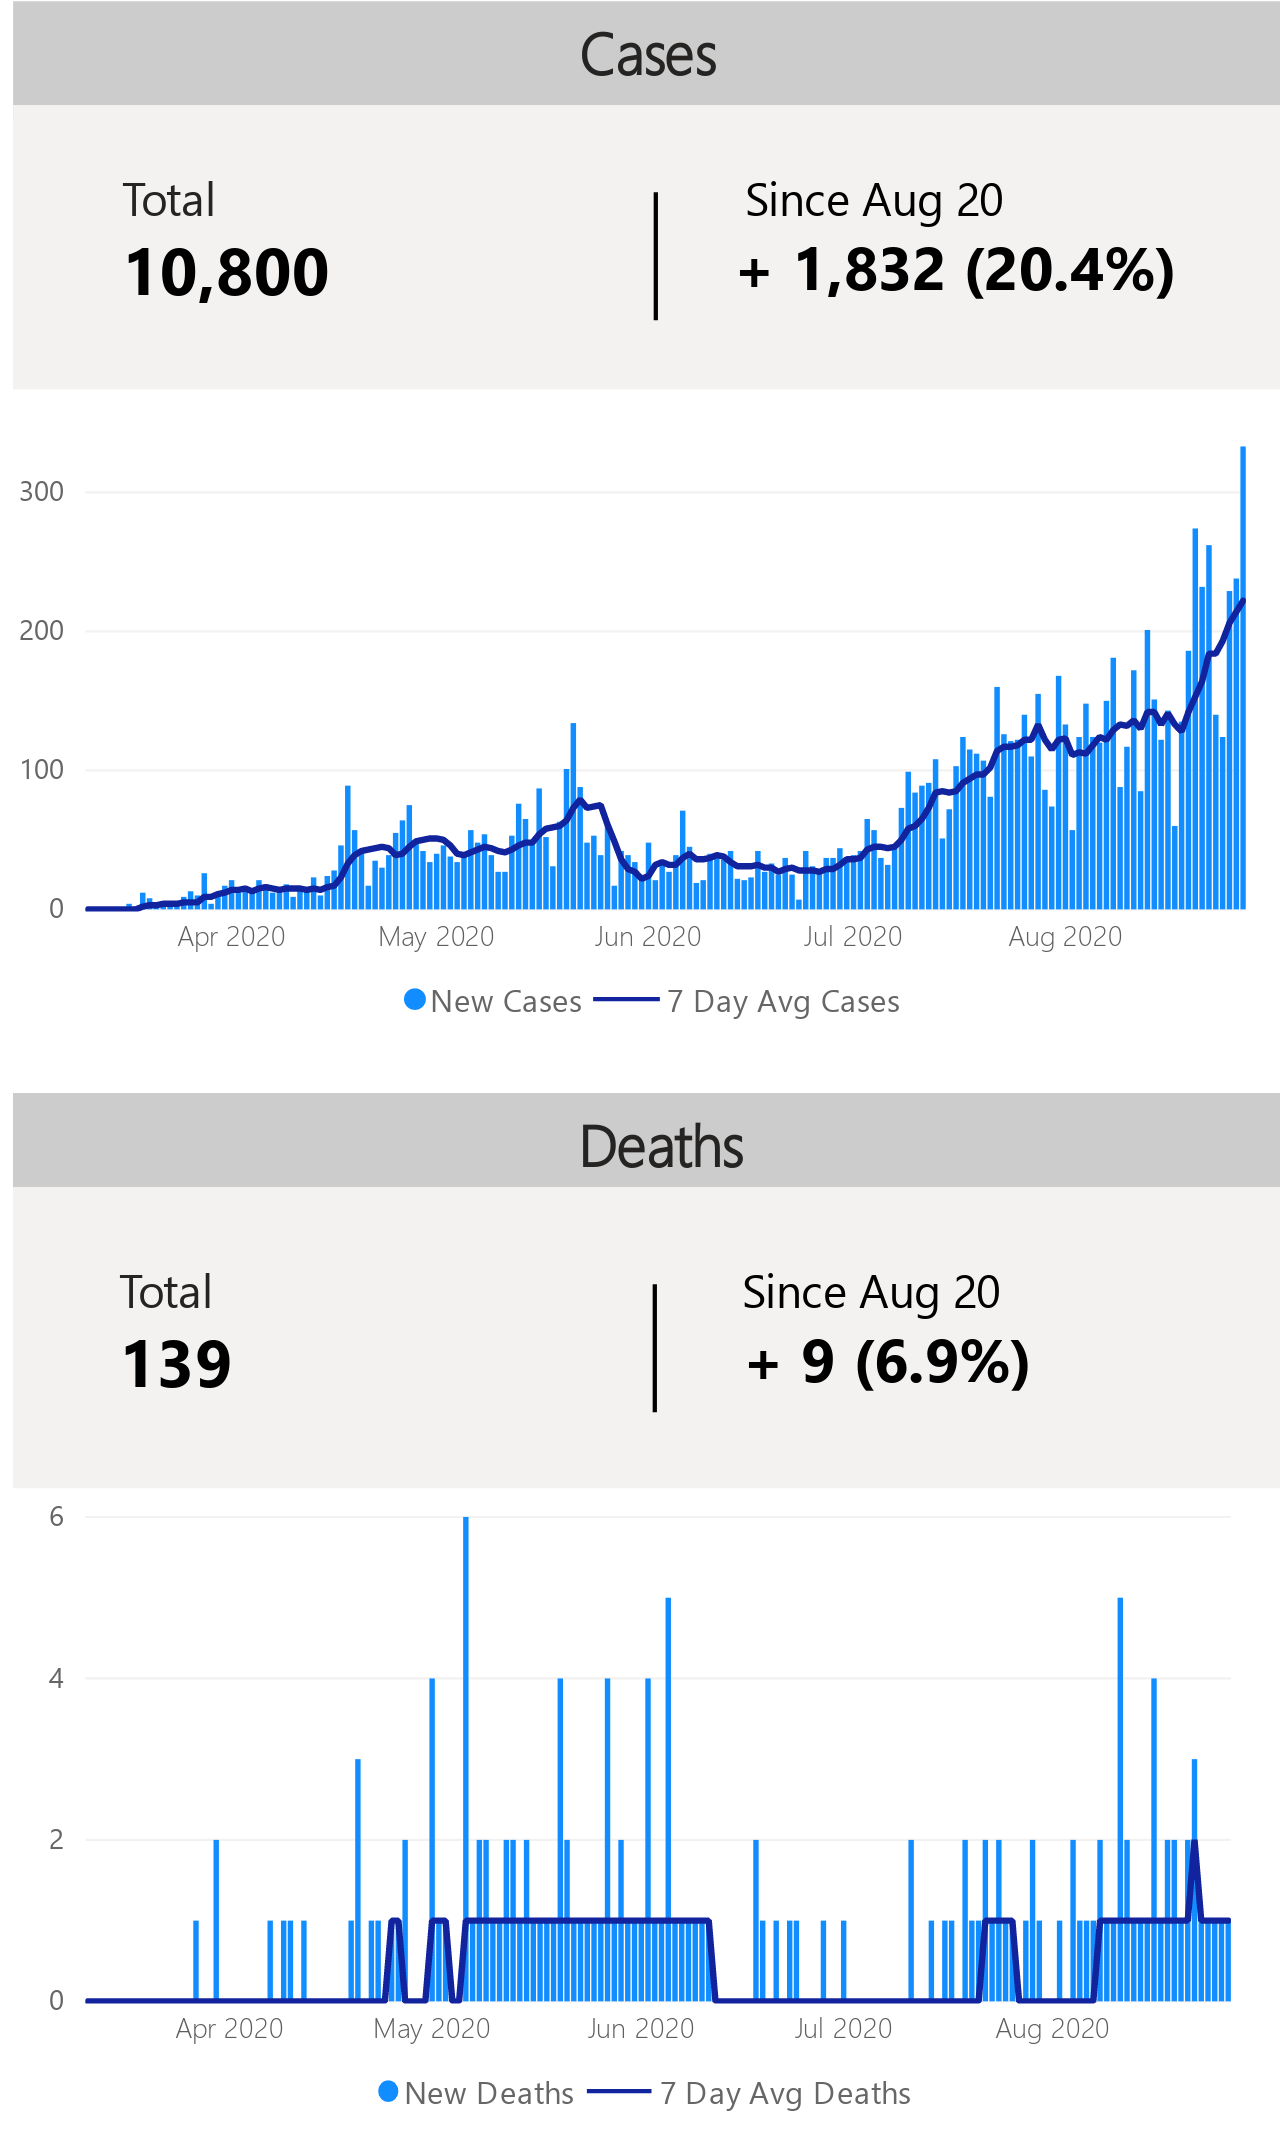 Cases
Total
Since Aug 20
10,800
+ 1,832 (20.4%)
300
200
100
0
Apr 2020 May 2020 Jun 2020 Jul 2020 Aug 2020
New Cases 7 Day Avg Cases
Deaths
Total
Since Aug 20
139
+ 9 (6.9%)
6
4
2
0
Apr 2020 May 2020 Jun 2020 Jul 2020 Aug 2020
New Deaths 7 Day Avg Deaths